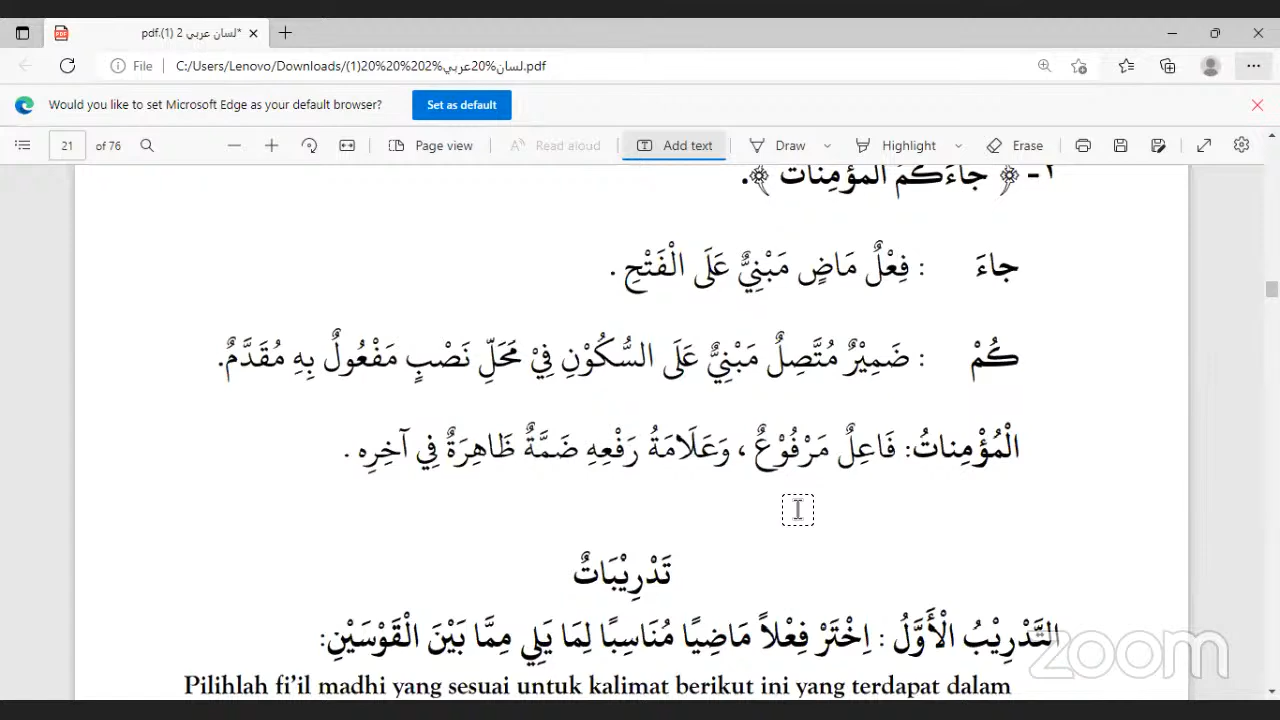 لسان عربي 2 (1).pdf*
File C:/Users/Lenovo/Downloads/(1)20%20%202%لسان%20عربي.pdf
Would you like to set Microsoft Edge as your default browser? Set as default
21 of 76 Page view Read aloud Add text Draw Highlight Erase
٢- ﴿ جاءَكُمُ المؤمِنات ﴾.
جاءَ : فِعْلٌ مَاضٍ مَبْنِيٌّ عَلَى الْفَتْحِ .
كُمْ : ضَمِيْرٌ مُتَّصِلٌ مَبْنِيٌّ عَلَى السُّكُوْنِ فِيْ مَحَلِّ نَصْبٍ مَفْعُولٌ بِهِ مُقَدَّمٌ.
الْمُؤْمِناتُ: فَاعِلٌ مَرْفُوْعٌ ، وَعَلَامَةُ رَفْعِهِ ضَمَّةٌ ظَاهِرَةٌ فِي آخِرِه .
تَدْرِيْبَاتٌ
التَّدْرِيْبُ الْأَوَّلُ : اِخْتَرْ فِعْلاً مَاضِيًا مُنَاسِبًا لِمَا يَلِي مِمَّا بَيْنَ الْقَوْسَيْنِ:
zoom
Pilihlah fi’il madhi yang sesuai untuk kalimat berikut ini yang terdapat dalam